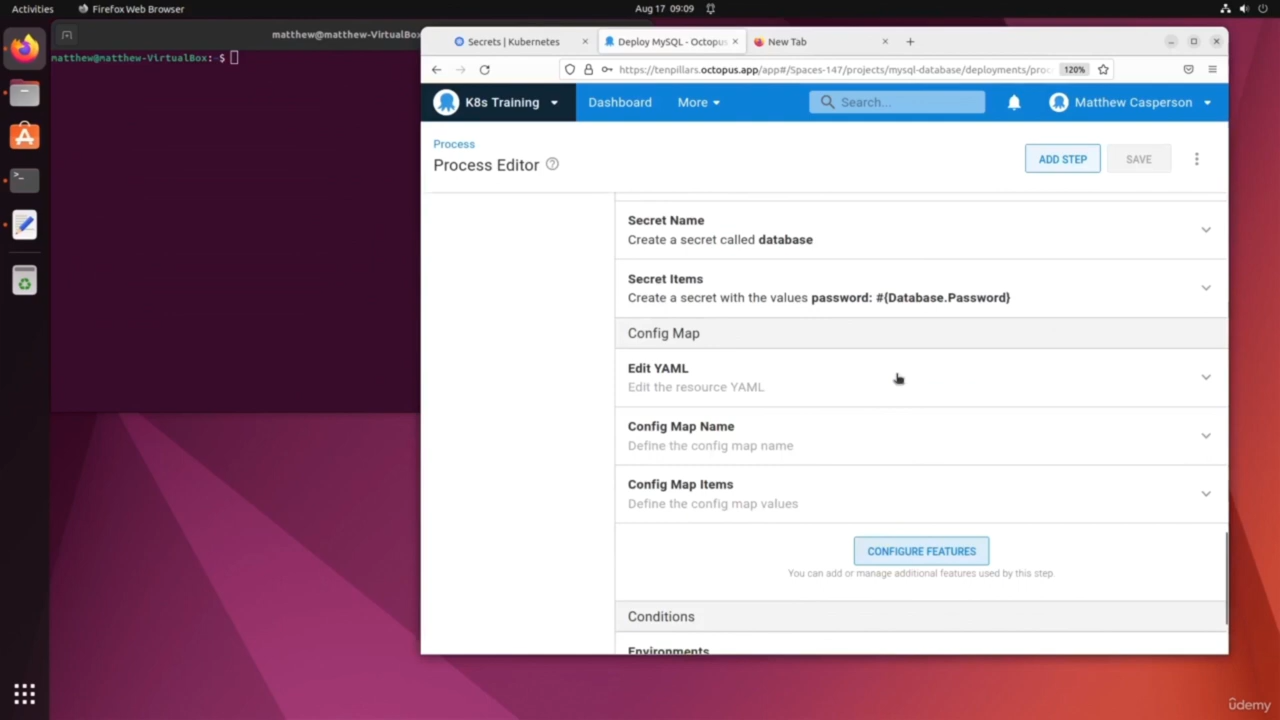 Activities
Firefox Web Browser
Aug 17 09:09
matthew@matthew-VirtualBox:
matthew@matthew-VirtualBox:~$
Secrets | Kubernetes
Deploy MySQL - Octopus
New Tab
https://tenpillars.octopus.app/app#/Spaces-147/projects/mysql-database/deployments/proc
120%
K8s Training
Dashboard
More
Search...
Matthew Casperson
Process
Process Editor
ADD STEP
SAVE
Secret Name
Create a secret called database
Secret Items
Create a secret with the values password: #{Database.Password}
Config Map
Edit YAML
Edit the resource YAML
Config Map Name
Define the config map name
Config Map Items
Define the config map values
CONFIGURE FEATURES
You can add or manage additional features used by this step
Conditions
Environments
ûdemy